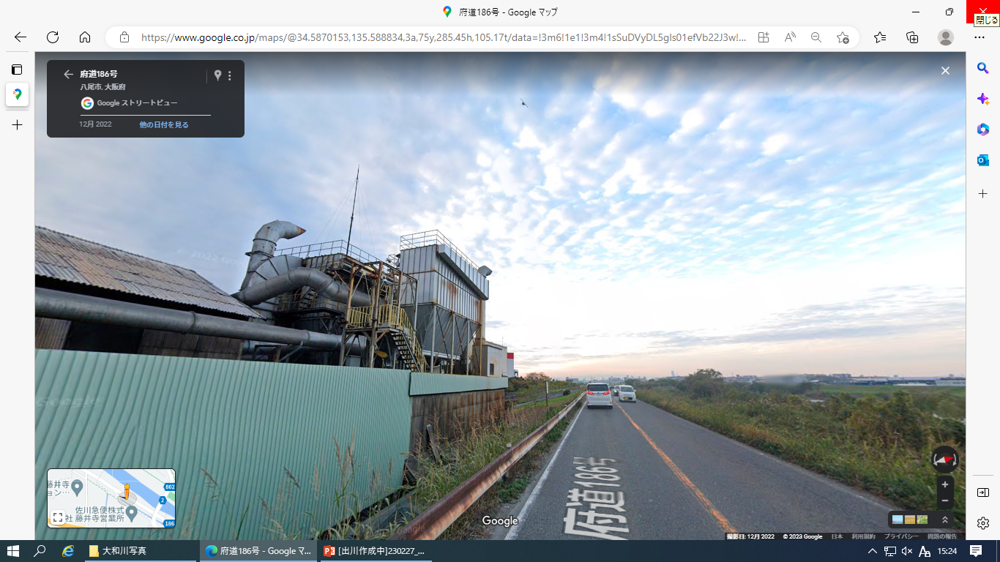 府道186号 - Google マップ
閉じる
https://www.google.co.jp/maps/@34.5870153,135.588834,3a,75y,285.45h,105.17t/data=!3m6!1e1!3m4!1sSuDVyDL5gIs01efVb22J3w!...
府道186号
八尾市, 大阪府
Google ストリートビュー
12月 2022
他の日付を見る
府道186号
藤井寺
ョン...
802
2
佐川急便株式
社 藤井寺営業所
186
Google
撮影日: 12月 2022
© 2023 Google
日本
利用規約
プライバシー
問題の報告
大和川写真
府道186号 - Google マ...
[出川作成中]230227_...
15:24